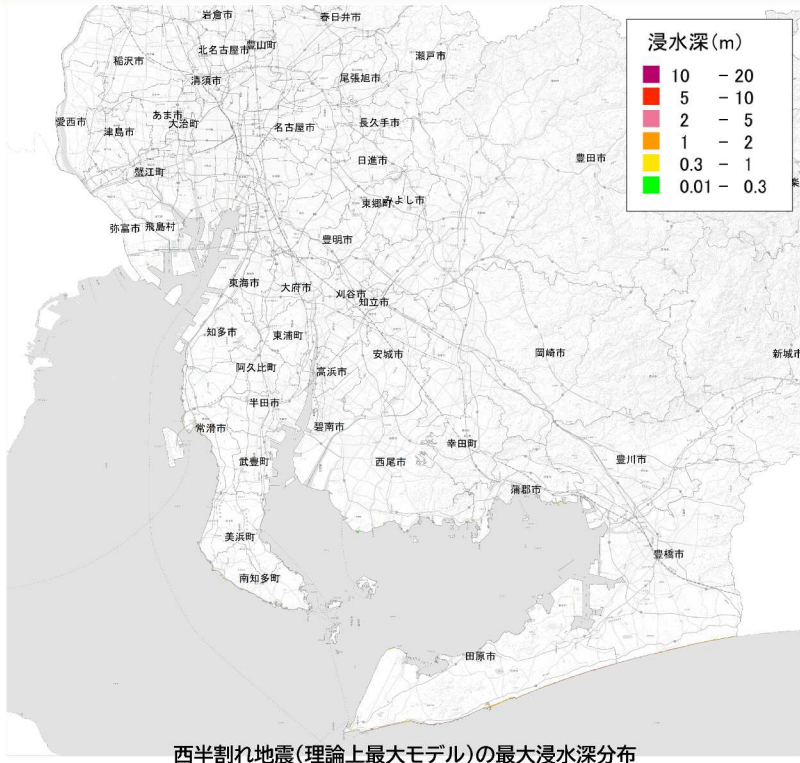 岩倉市
春日井市
豊山町
北名古屋市
瀬戸市
稲沢市
清須市
尾張旭市
あま市
愛西市
大治町
名古屋市
長久手市
津島市
日進市
豊田市
蟹江町
みよし市
東郷町
弥富市
飛島村
豊明市
東海市
大府市
刈谷市
知立市
知多市
東浦町
安城市
岡崎市
新城市
阿久比町
高浜市
半田市
常滑市
碧南市
幸田町
武豊町
西尾市
豊川市
蒲郡市
美浜町
豊橋市
南知多町
田原市
浸水深(m)
10 - 20
5 - 10
2 - 5
1 - 2
0.3 - 1
0.01 - 0.3
西半割れ地震(理論上最大モデル)の最大浸水深分布